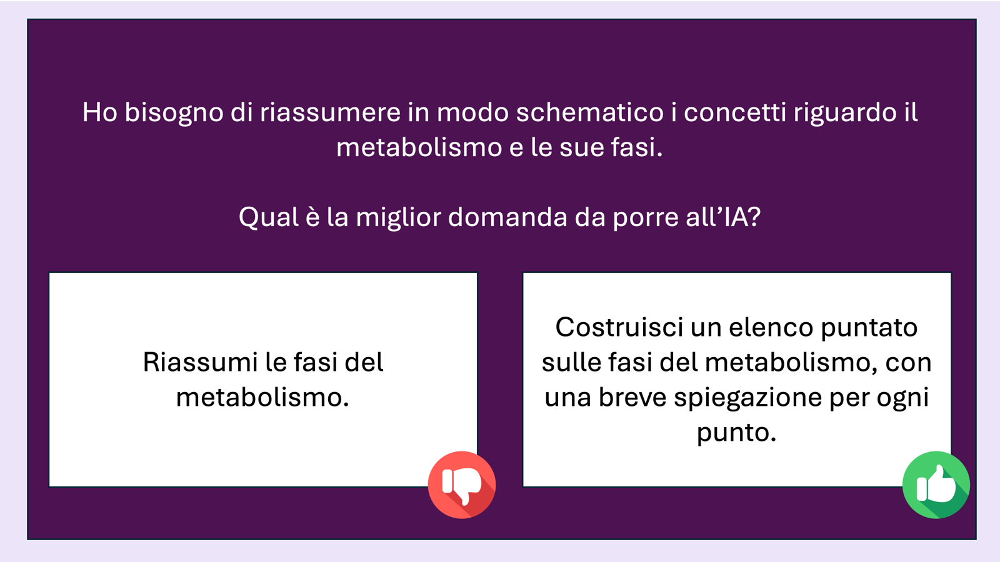 Ho bisogno di riassumere in modo schematico i concetti riguardo il
metabolismo e le sue fasi.
Qual è la miglior domanda da porre all’IA?
Riassumi le fasi del
metabolismo.
Costruisci un elenco puntato
sulle fasi del metabolismo, con
una breve spiegazione per ogni
punto.